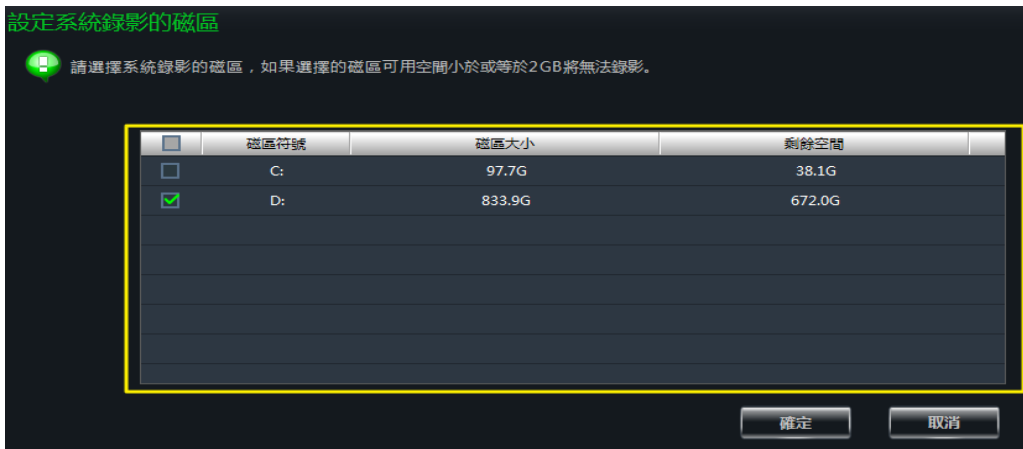 設定系統錄影的磁區
請選擇系統錄影的磁區，如果選擇的磁區可用空間小於或等於2GB將無法錄影。
磁區符號 磁區大小 剩餘空間
C: 97.7G 38.1G
D: 833.9G 672.0G
確定 取消